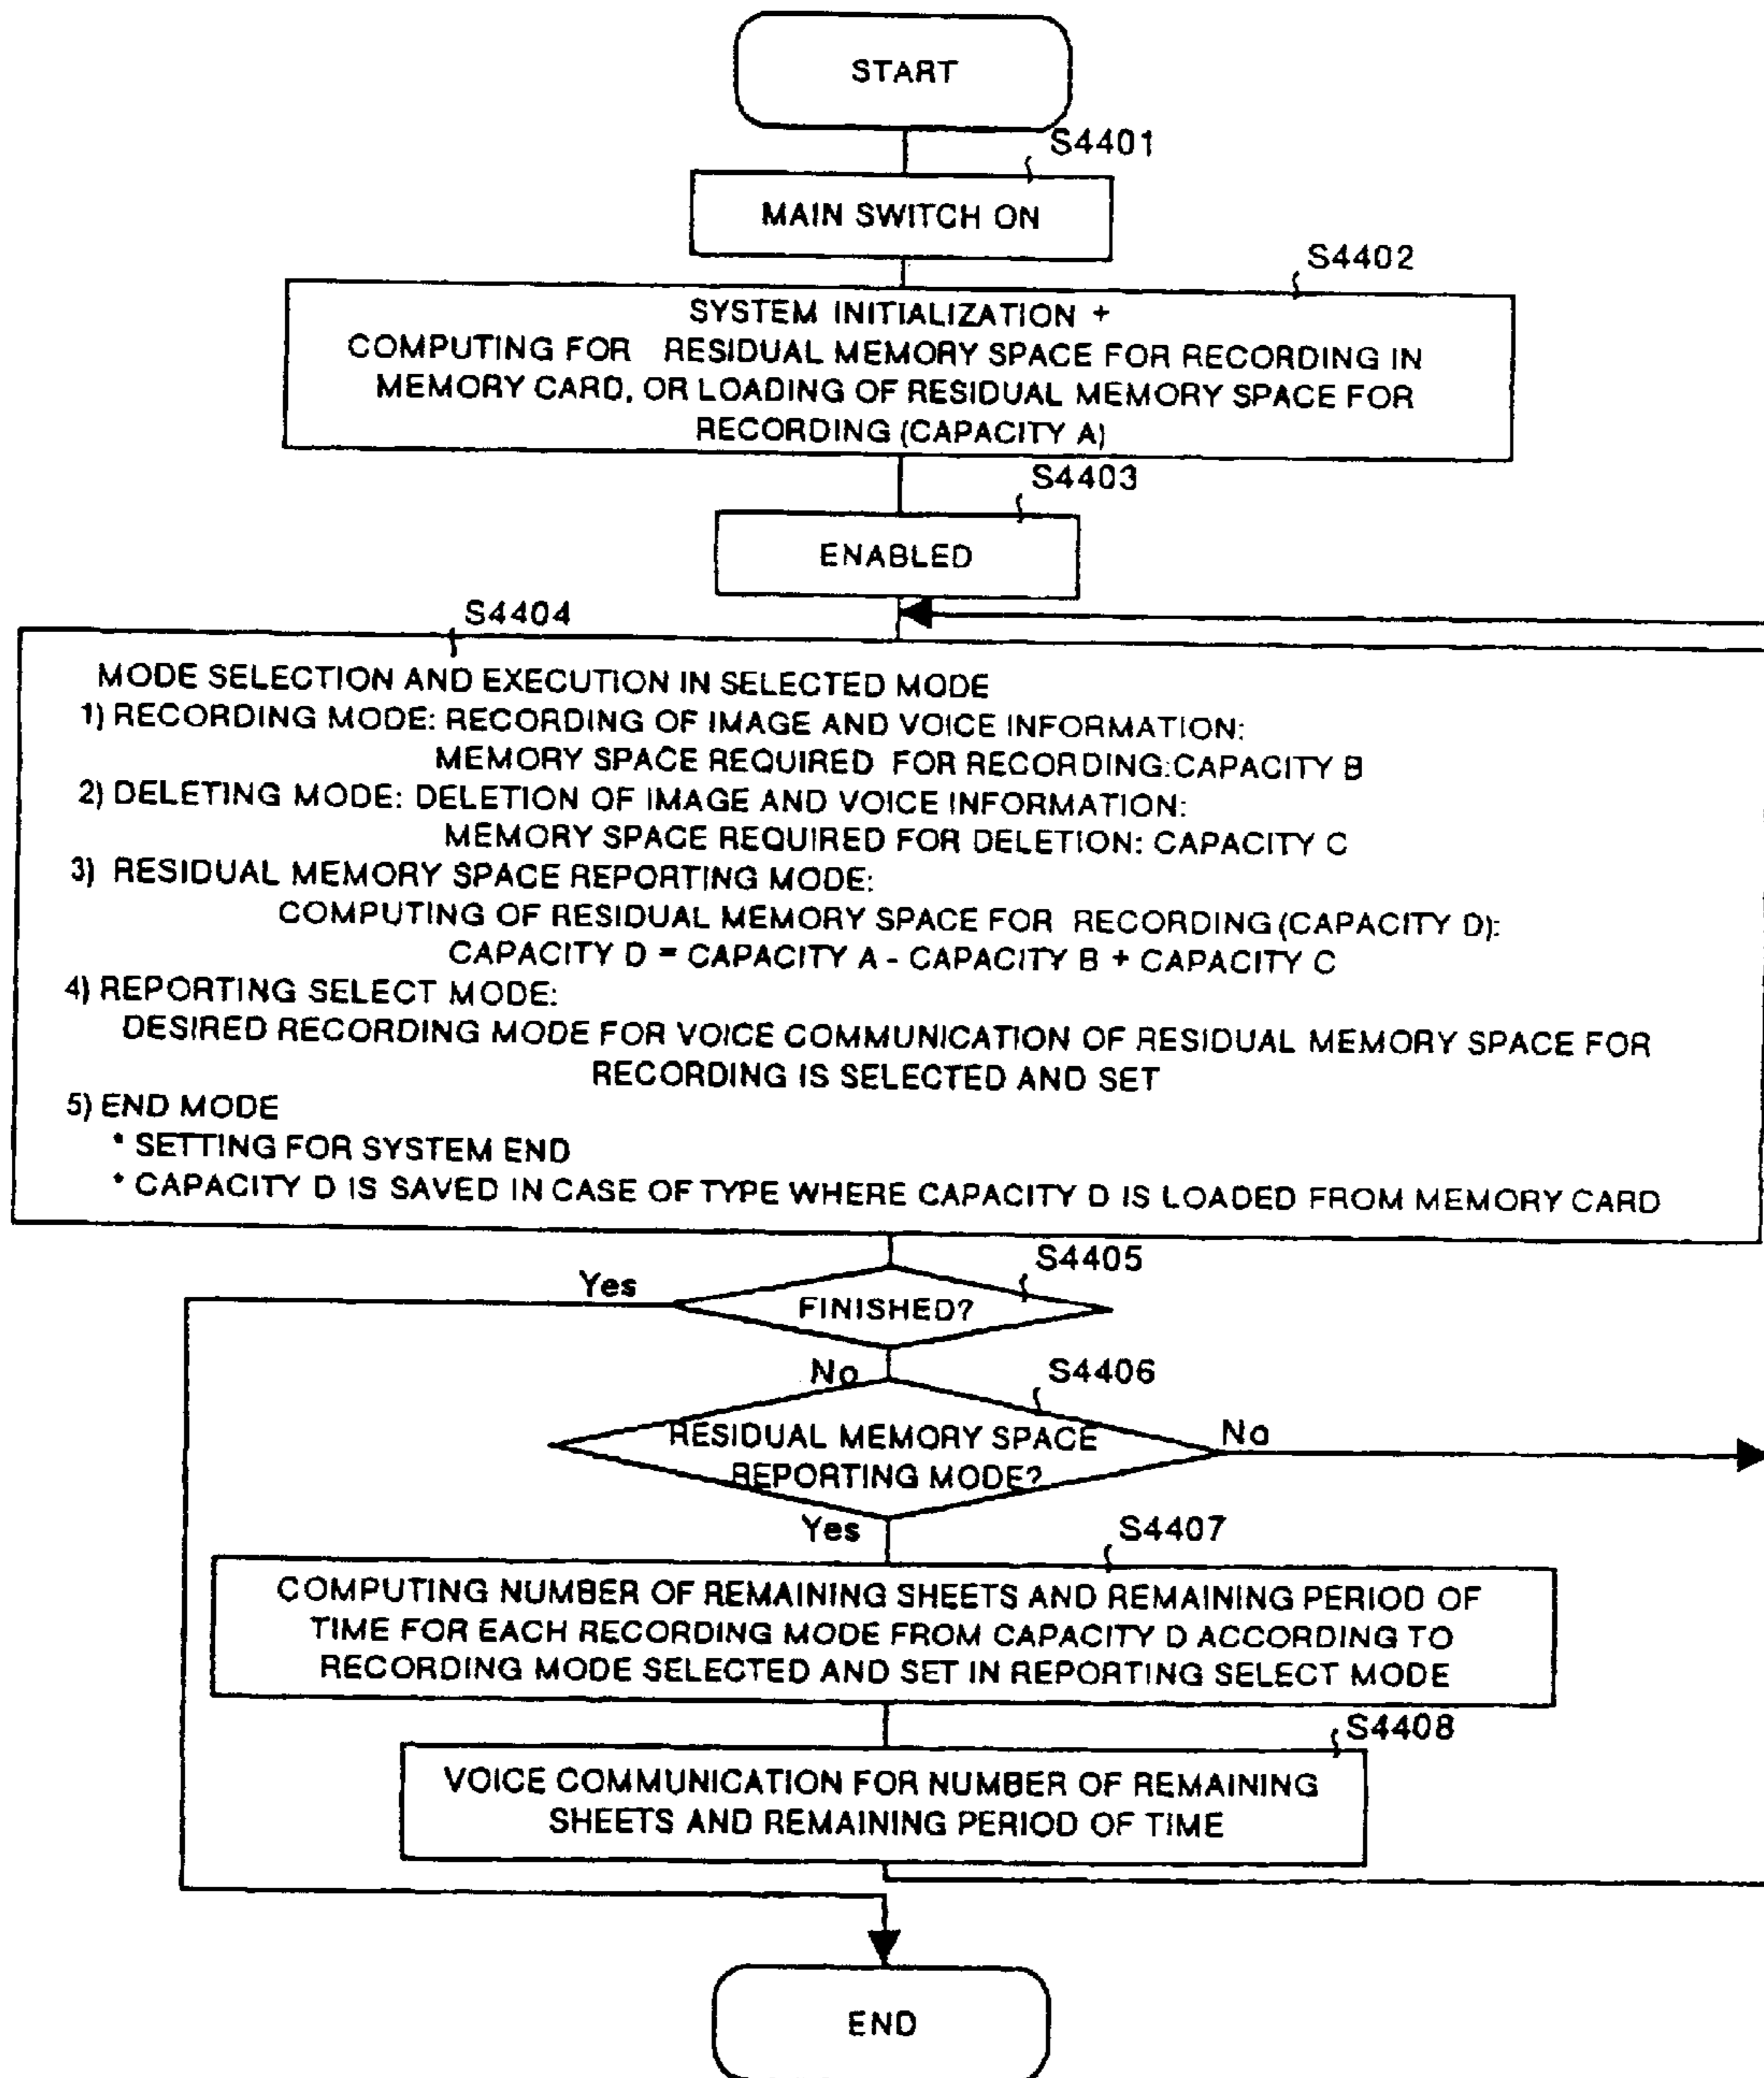 START
S4401
MAIN SWITCH ON
S4402
SYSTEM INITIALIZATION +
COMPUTING FOR RESIDUAL MEMORY SPACE FOR RECORDING IN
MEMORY CARD, OR LOADING OF RESIDUAL MEMORY SPACE FOR
RECORDING (CAPACITY A)
S4403
ENABLED
S4404
MODE SELECTION AND EXECUTION IN SELECTED MODE
1) RECORDING MODE: RECORDING OF IMAGE AND VOICE INFORMATION:
MEMORY SPACE REQUIRED FOR RECORDING:CAPACITY B
2) DELETING MODE: DELETION OF IMAGE AND VOICE INFORMATION:
MEMORY SPACE REQUIRED FOR DELETION: CAPACITY C
3) RESIDUAL MEMORY SPACE REPORTING MODE:
COMPUTING OF RESIDUAL MEMORY SPACE FOR RECORDING (CAPACITY D):
CAPACITY D = CAPACITY A - CAPACITY B + CAPACITY C
4) REPORTING SELECT MODE:
DESIRED RECORDING MODE FOR VOICE COMMUNICATION OF RESIDUAL MEMORY SPACE FOR
RECORDING IS SELECTED AND SET
5) END MODE
* SETTING FOR SYSTEM END
* CAPACITY D IS SAVED IN CASE OF TYPE WHERE CAPACITY D IS LOADED FROM MEMORY CARD
S4405
Yes
FINISHED?
No
S4406
RESIDUAL MEMORY SPACE
REPORTING MODE?
No
Yes
S4407
COMPUTING NUMBER OF REMAINING SHEETS AND REMAINING PERIOD OF
TIME FOR EACH RECORDING MODE FROM CAPACITY D ACCORDING TO
RECORDING MODE SELECTED AND SET IN REPORTING SELECT MODE
S4408
VOICE COMMUNICATION FOR NUMBER OF REMAINING
SHEETS AND REMAINING PERIOD OF TIME
END